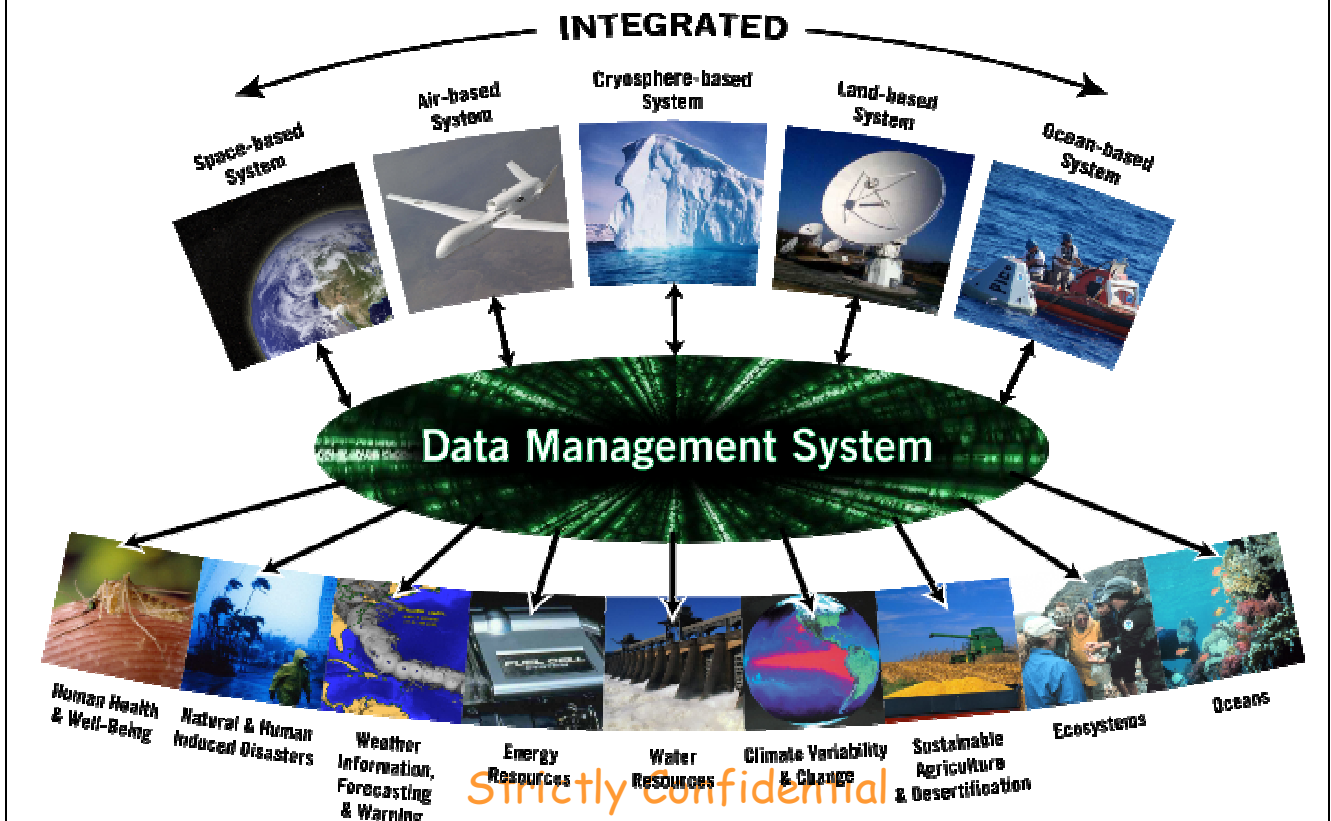 INTEGRATED
Space-based
System
Air-based
System
Cryosphere-based
System
Land-based
System
Ocean-based
System
Data Management System
FUEL CELL
Human Health
& Well-Being
Natural & Human
Induced Disasters
Weather
Information,
Forecasting
& Warning
Energy
Resources
Water
Resources
Climate Variability
& Change
Sustainable
Agriculture
& Desertification
Ecosystems
Oceans
Strictly Confidential